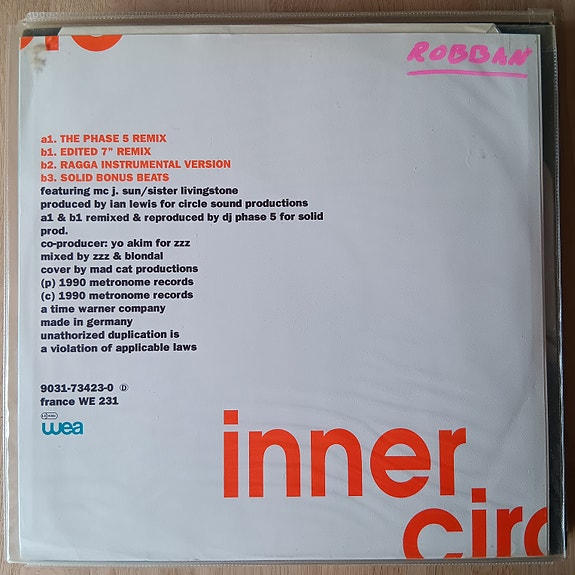 ROBBAN
a1. THE PHASE 5 REMIX
b1. EDITED 7" REMIX
b2. RAGGA INSTRUMENTAL VERSION
b3. SOLID BONUS BEATS
featuring mc j. sun/sister livingstone
produced by ian lewis for circle sound productions
a1 & b1 remixed & reproduced by dj phase 5 for solid
prod.
co-producer: yo akim for zzz
mixed by zzz & blondal
cover by mad cat productions
(p) 1990 metronome records
(c) 1990 metronome records
a time warner company
made in germany
unathorized duplication is
a violation of applicable laws
9031-73423-0 D
france WE 231
wea
inner
circ